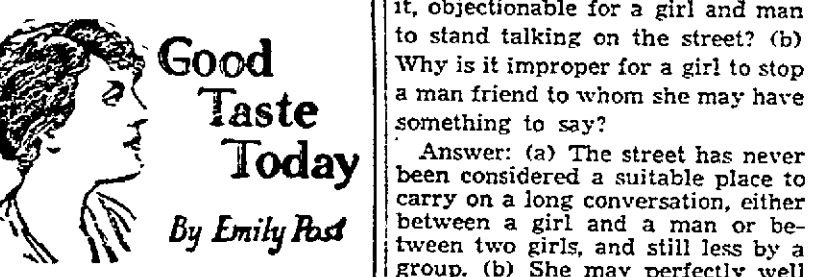 Good
Taste
Today
By Emily Post
it, objectionable for a girl and man
to stand talking on the street? (b)
Why is it improper for a girl to stop
a man friend to whom she may have
something to say?
Answer: (a) The street has never
been considered a suitable place to
carry on a long conversation, either
between a girl and a man or be-
tween two girls, and still less by a
group. (b) She may perfectly well